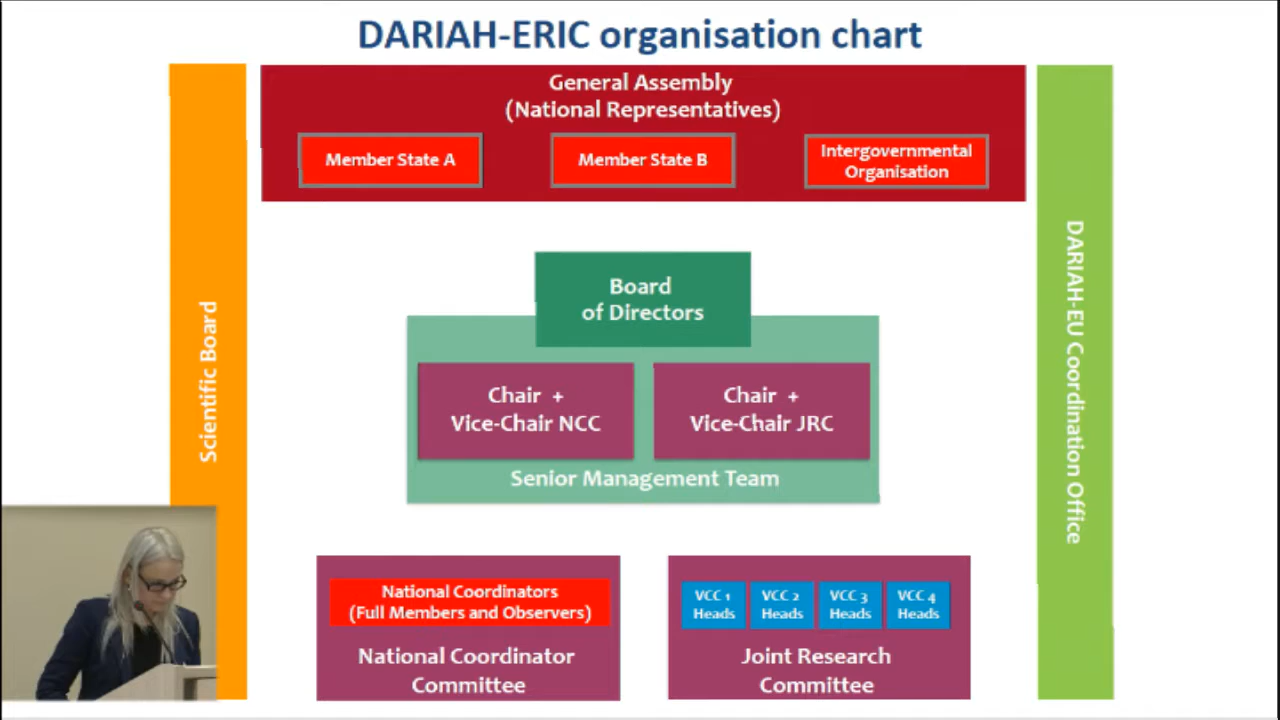 DARIAH-ERIC organisation chart
General Assembly
(National Representatives)
Member State A
Member State B
Intergovernmental
Organisation
Scientific Board
DARIAH-EU Coordination Office
Board
of Directors
Chair +
Vice-Chair NCC
Chair +
Vice-Chair JRC
Senior Management Team
National Coordinators
(Full Members and Observers)
National Coordinator
Committee
VCC 1
Heads
VCC 2
Heads
VCC 3
Heads
VCC 4
Heads
Joint Research
Committee